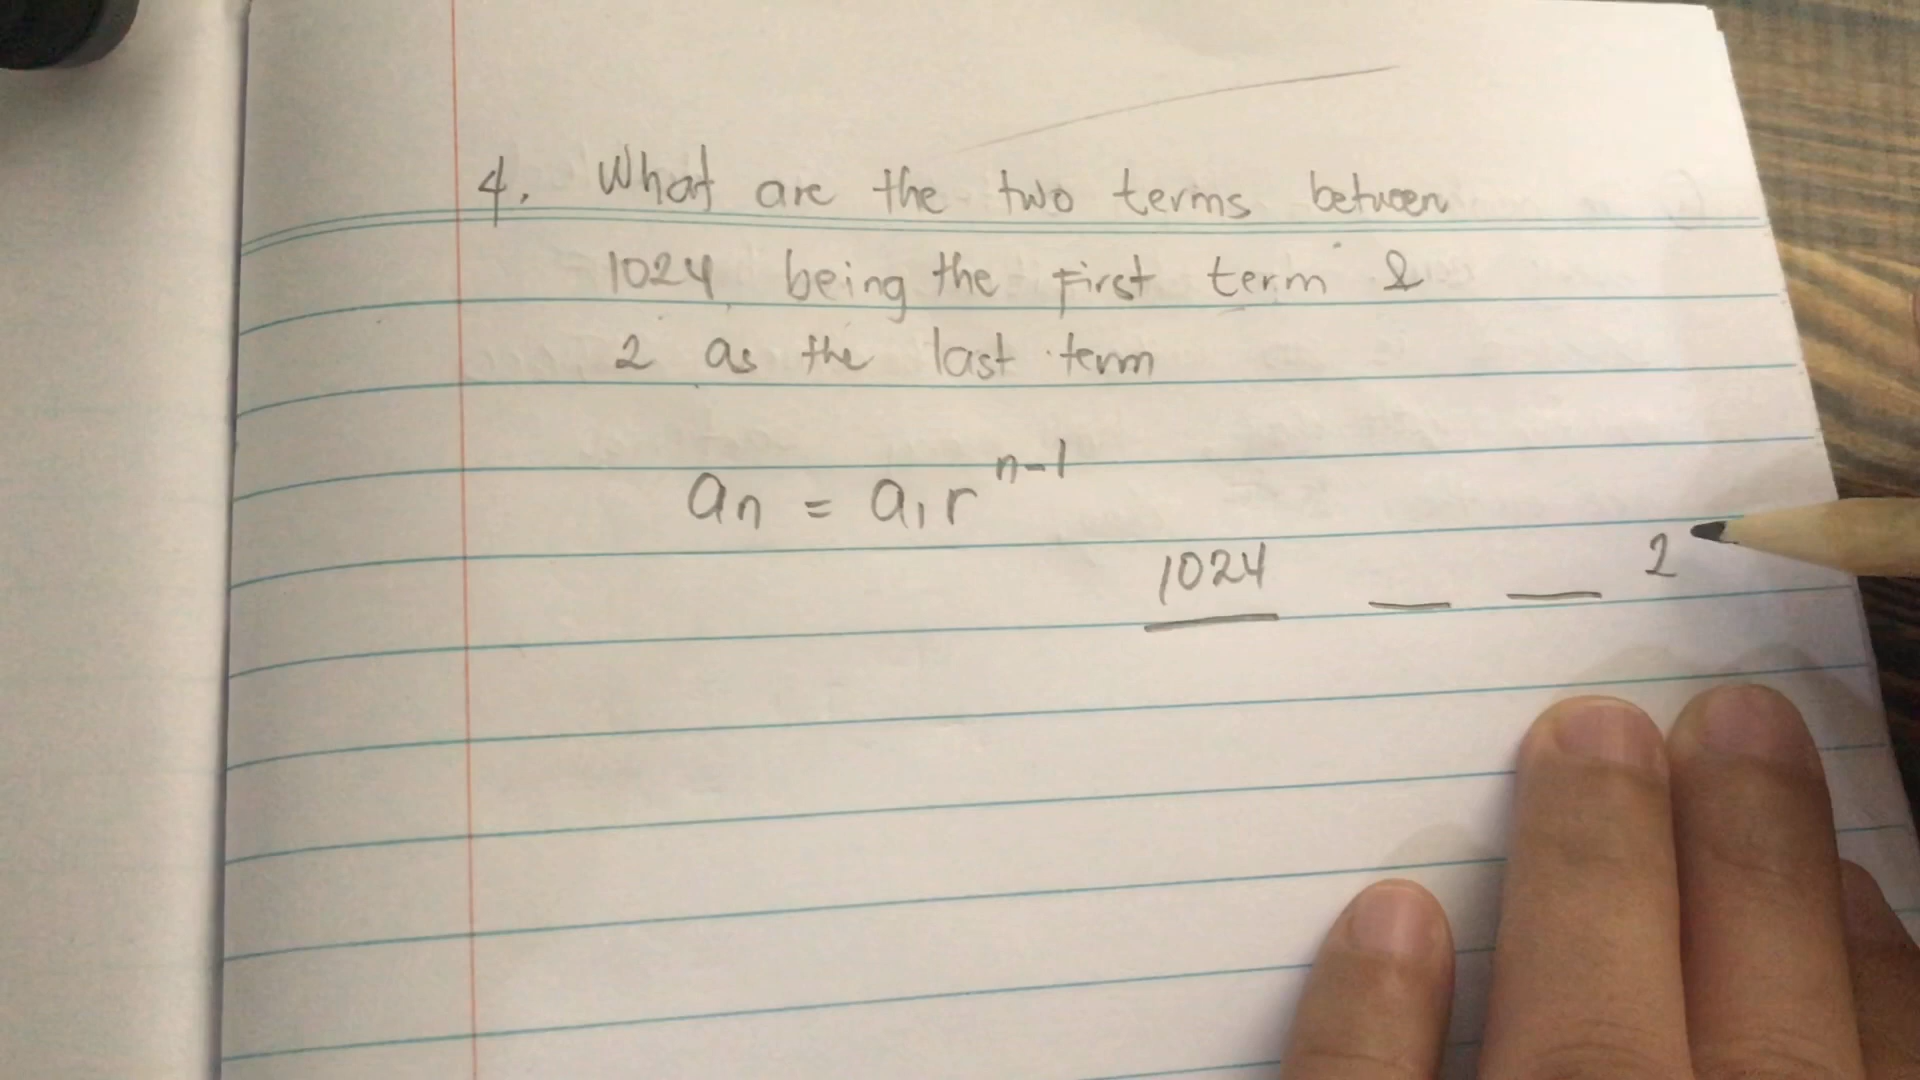 4. What are the two terms between
1024 being the first term &
2 as the last term
aₙ = a₁rⁿ⁻¹
1024 __ __ 2